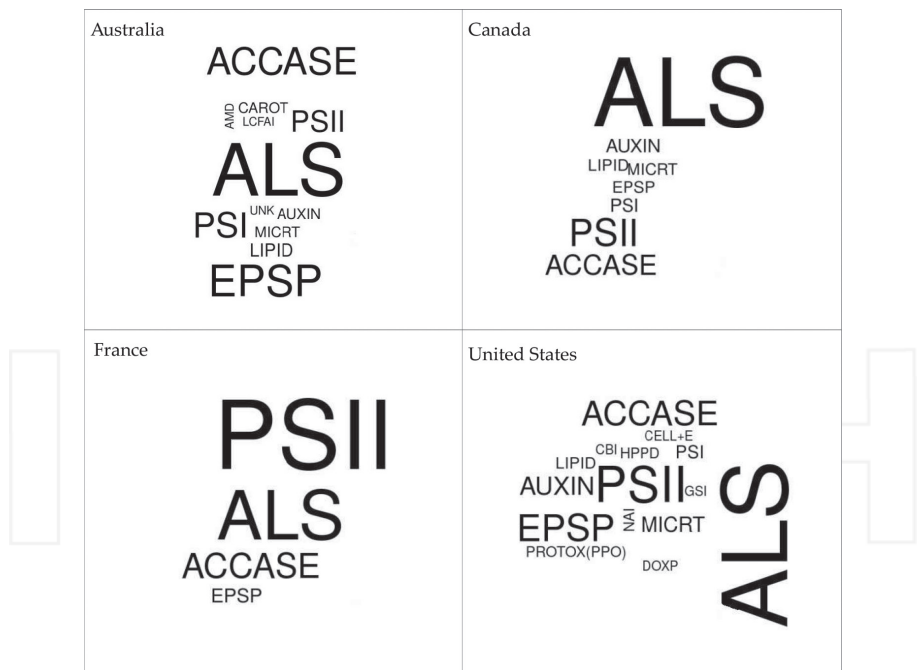 Australia
ACCASE
AMD
CAROT
LCFAI
PSII
ALS
PSI
UNK
AUXIN
MICRT
LIPID
EPSP
Canada
ALS
AUXIN
LIPID
MICRT
EPSP
PSI
PSII
ACCASE
France
PSII
ALS
ACCASE
EPSP
United States
ACCASE
CELL+E
CBI
HPPD
PSI
LIPID
AUXIN
PSII
GSI
ALS
EPSP
NAI
MICRT
PROTOX(PPO)
DOXP